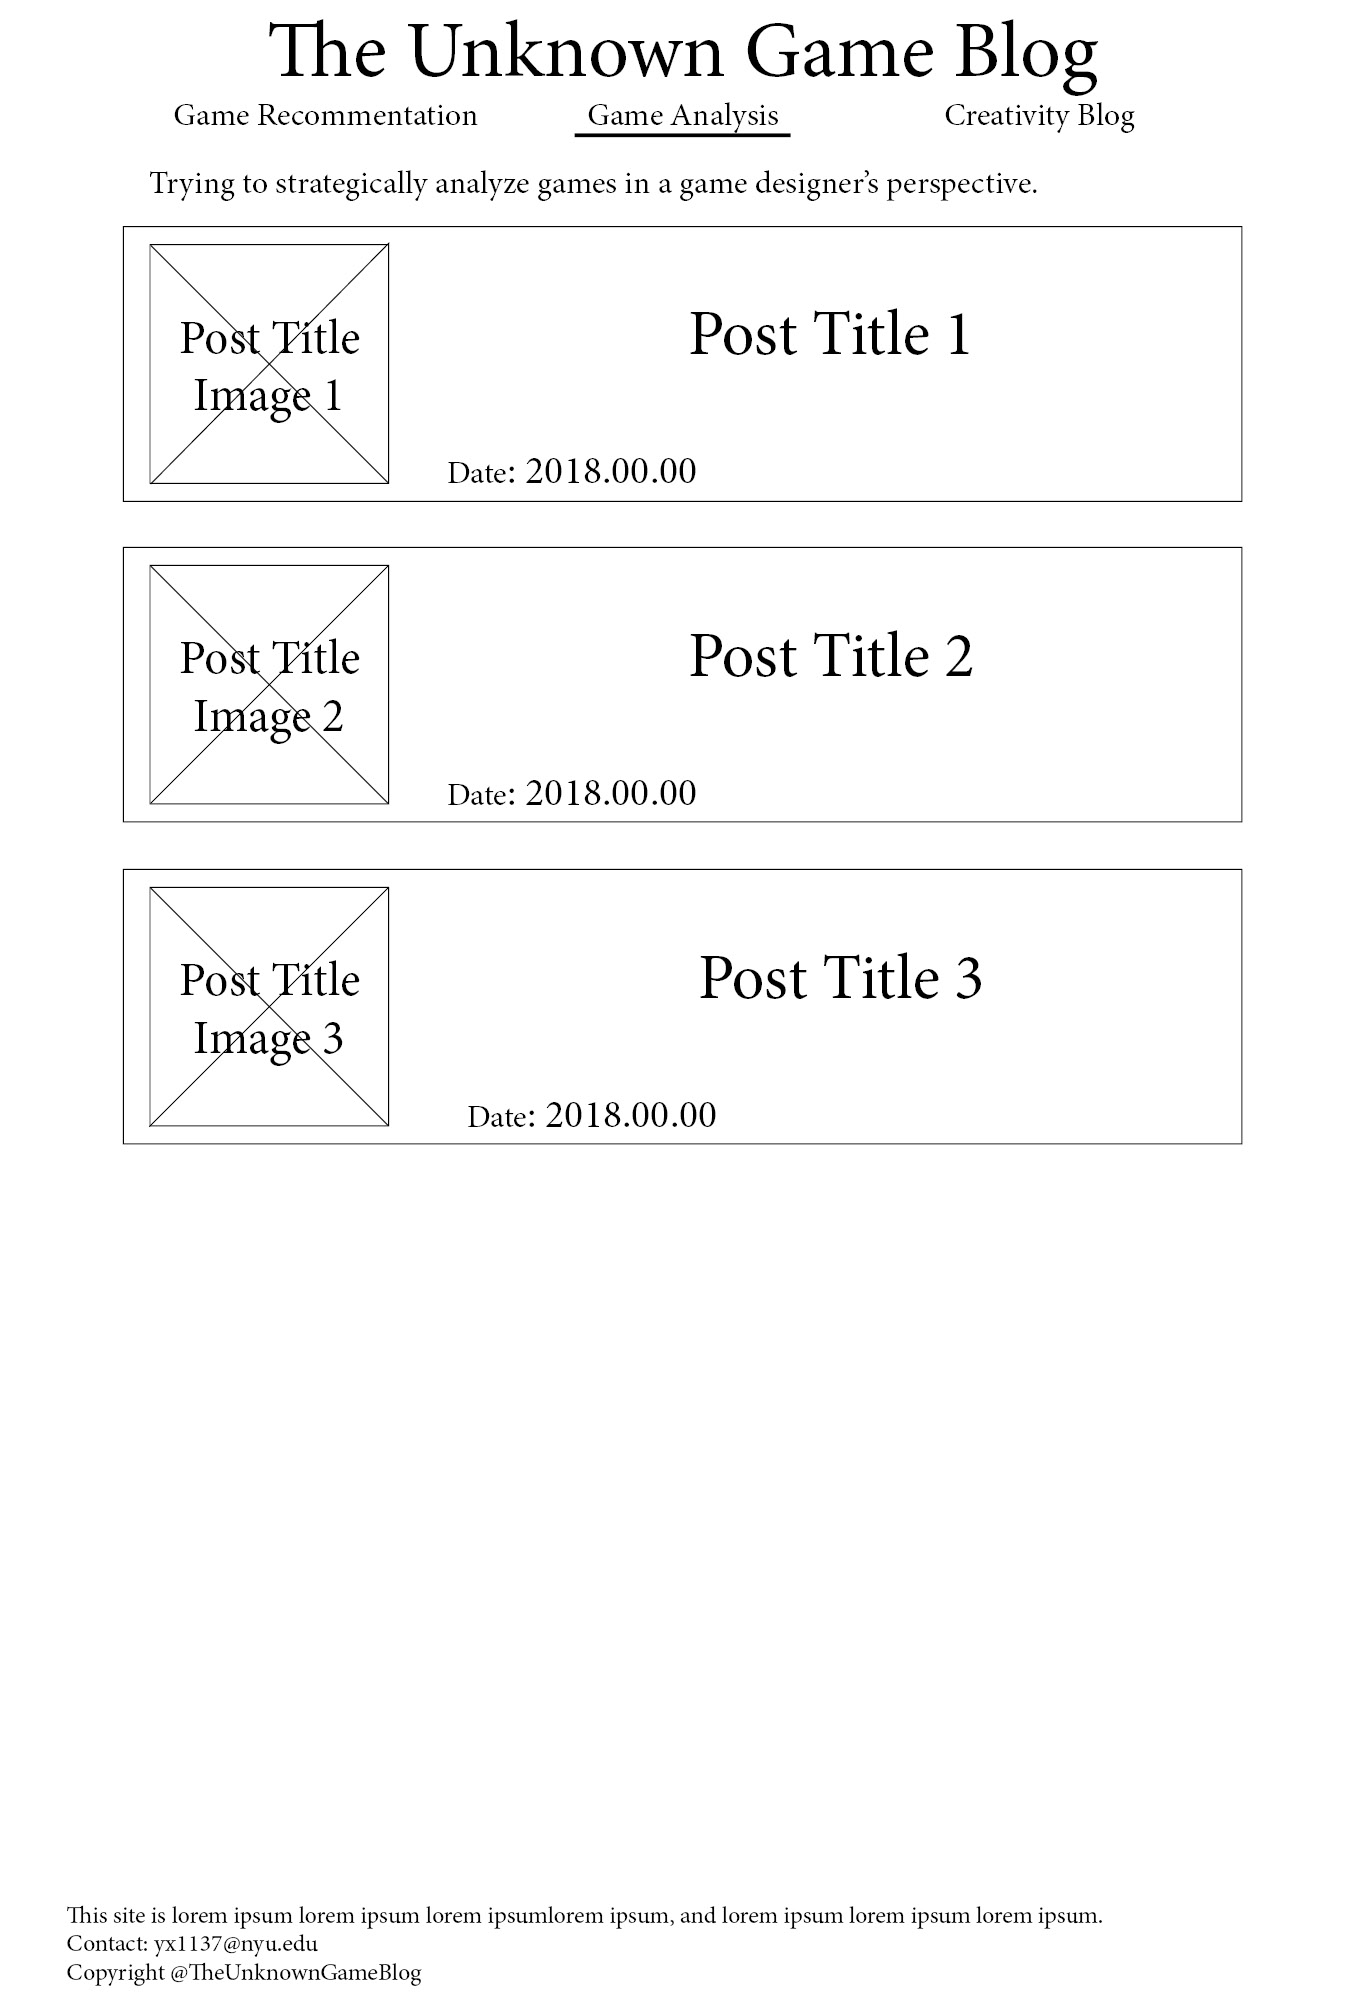 The Unknown Game Blog
Game Recommentation Game Analysis Creativity Blog
Trying to strategically analyze games in a game designer’s perspective.
Post Title
Image 1
Post Title 1
Date: 2018.00.00
Post Title
Image 2
Post Title 2
Date: 2018.00.00
Post Title
Image 3
Post Title 3
Date: 2018.00.00
This site is lorem ipsum lorem ipsum lorem ipsumlorem ipsum, and lorem ipsum lorem ipsum lorem ipsum.
Contact: yx1137@nyu.edu
Copyright @TheUnknownGameBlog